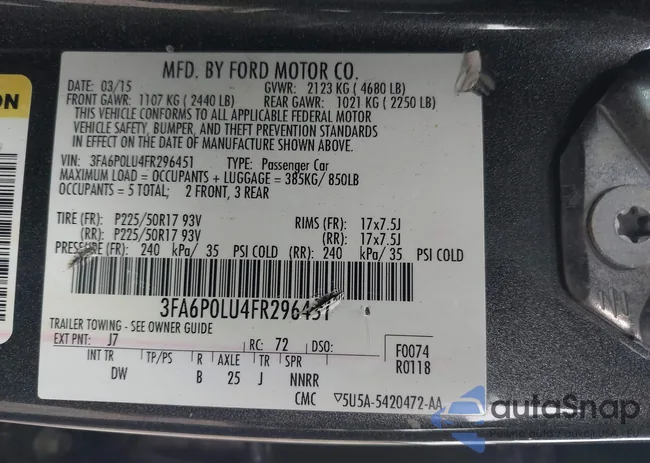 MFD. BY FORD MOTOR CO.
DATE: 03/15 GVWR: 2123 KG ( 4680 LB)
FRONT GAWR: 1107 KG ( 2440 LB) REAR GAWR: 1021 KG ( 2250 LB)
THIS VEHICLE CONFORMS TO ALL APPLICABLE FEDERAL MOTOR
VEHICLE SAFETY, BUMPER, AND THEFT PREVENTION STANDARDS
IN EFFECT ON THE DATE OF MANUFACTURE SHOWN ABOVE.
VIN: 3FA6P0LU4FR296451 TYPE: Passenger Car
MAXIMUM LOAD = OCCUPANTS + LUGGAGE = 385KG/ 850LB
OCCUPANTS = 5 TOTAL; 2 FRONT, 3 REAR
TIRE (FR): P225/50R17 93V RIMS (FR): 17x7.5J
(RR): P225/50R17 93V (RR): 17x7.5J
PRESSURE (FR): 240 kPa/ 35 PSI COLD (RR): 240 kPa/ 35 PSI COLD
3FA6P0LU4FR296451
TRAILER TOWING - SEE OWNER GUIDE
EXT PNT: J7 RC: 72 DSO: F0074
INT TR TP/PS R AXLE TR SPR R0118
DW B 25 J NNRR
CMC ▽5U5A-5420472-AA
ON
autoSnap